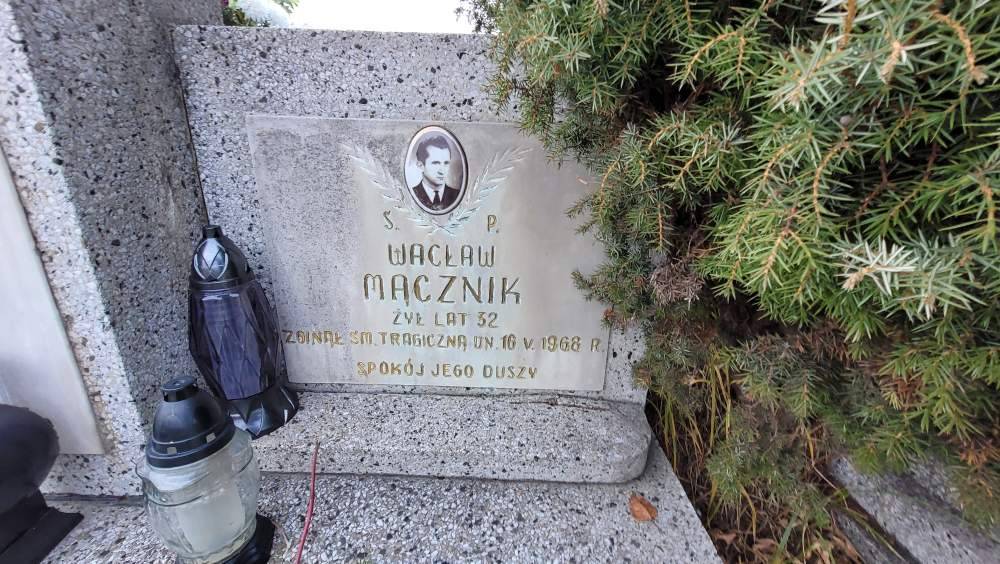 Ś. P.
WACŁAW
MĄCZNIK
ŻYŁ LAT 32
ZGINĄŁ ŚM. TRAGICZNĄ DN. 16 V. 1968 R.
SPOKÓJ JEGO DUSZY